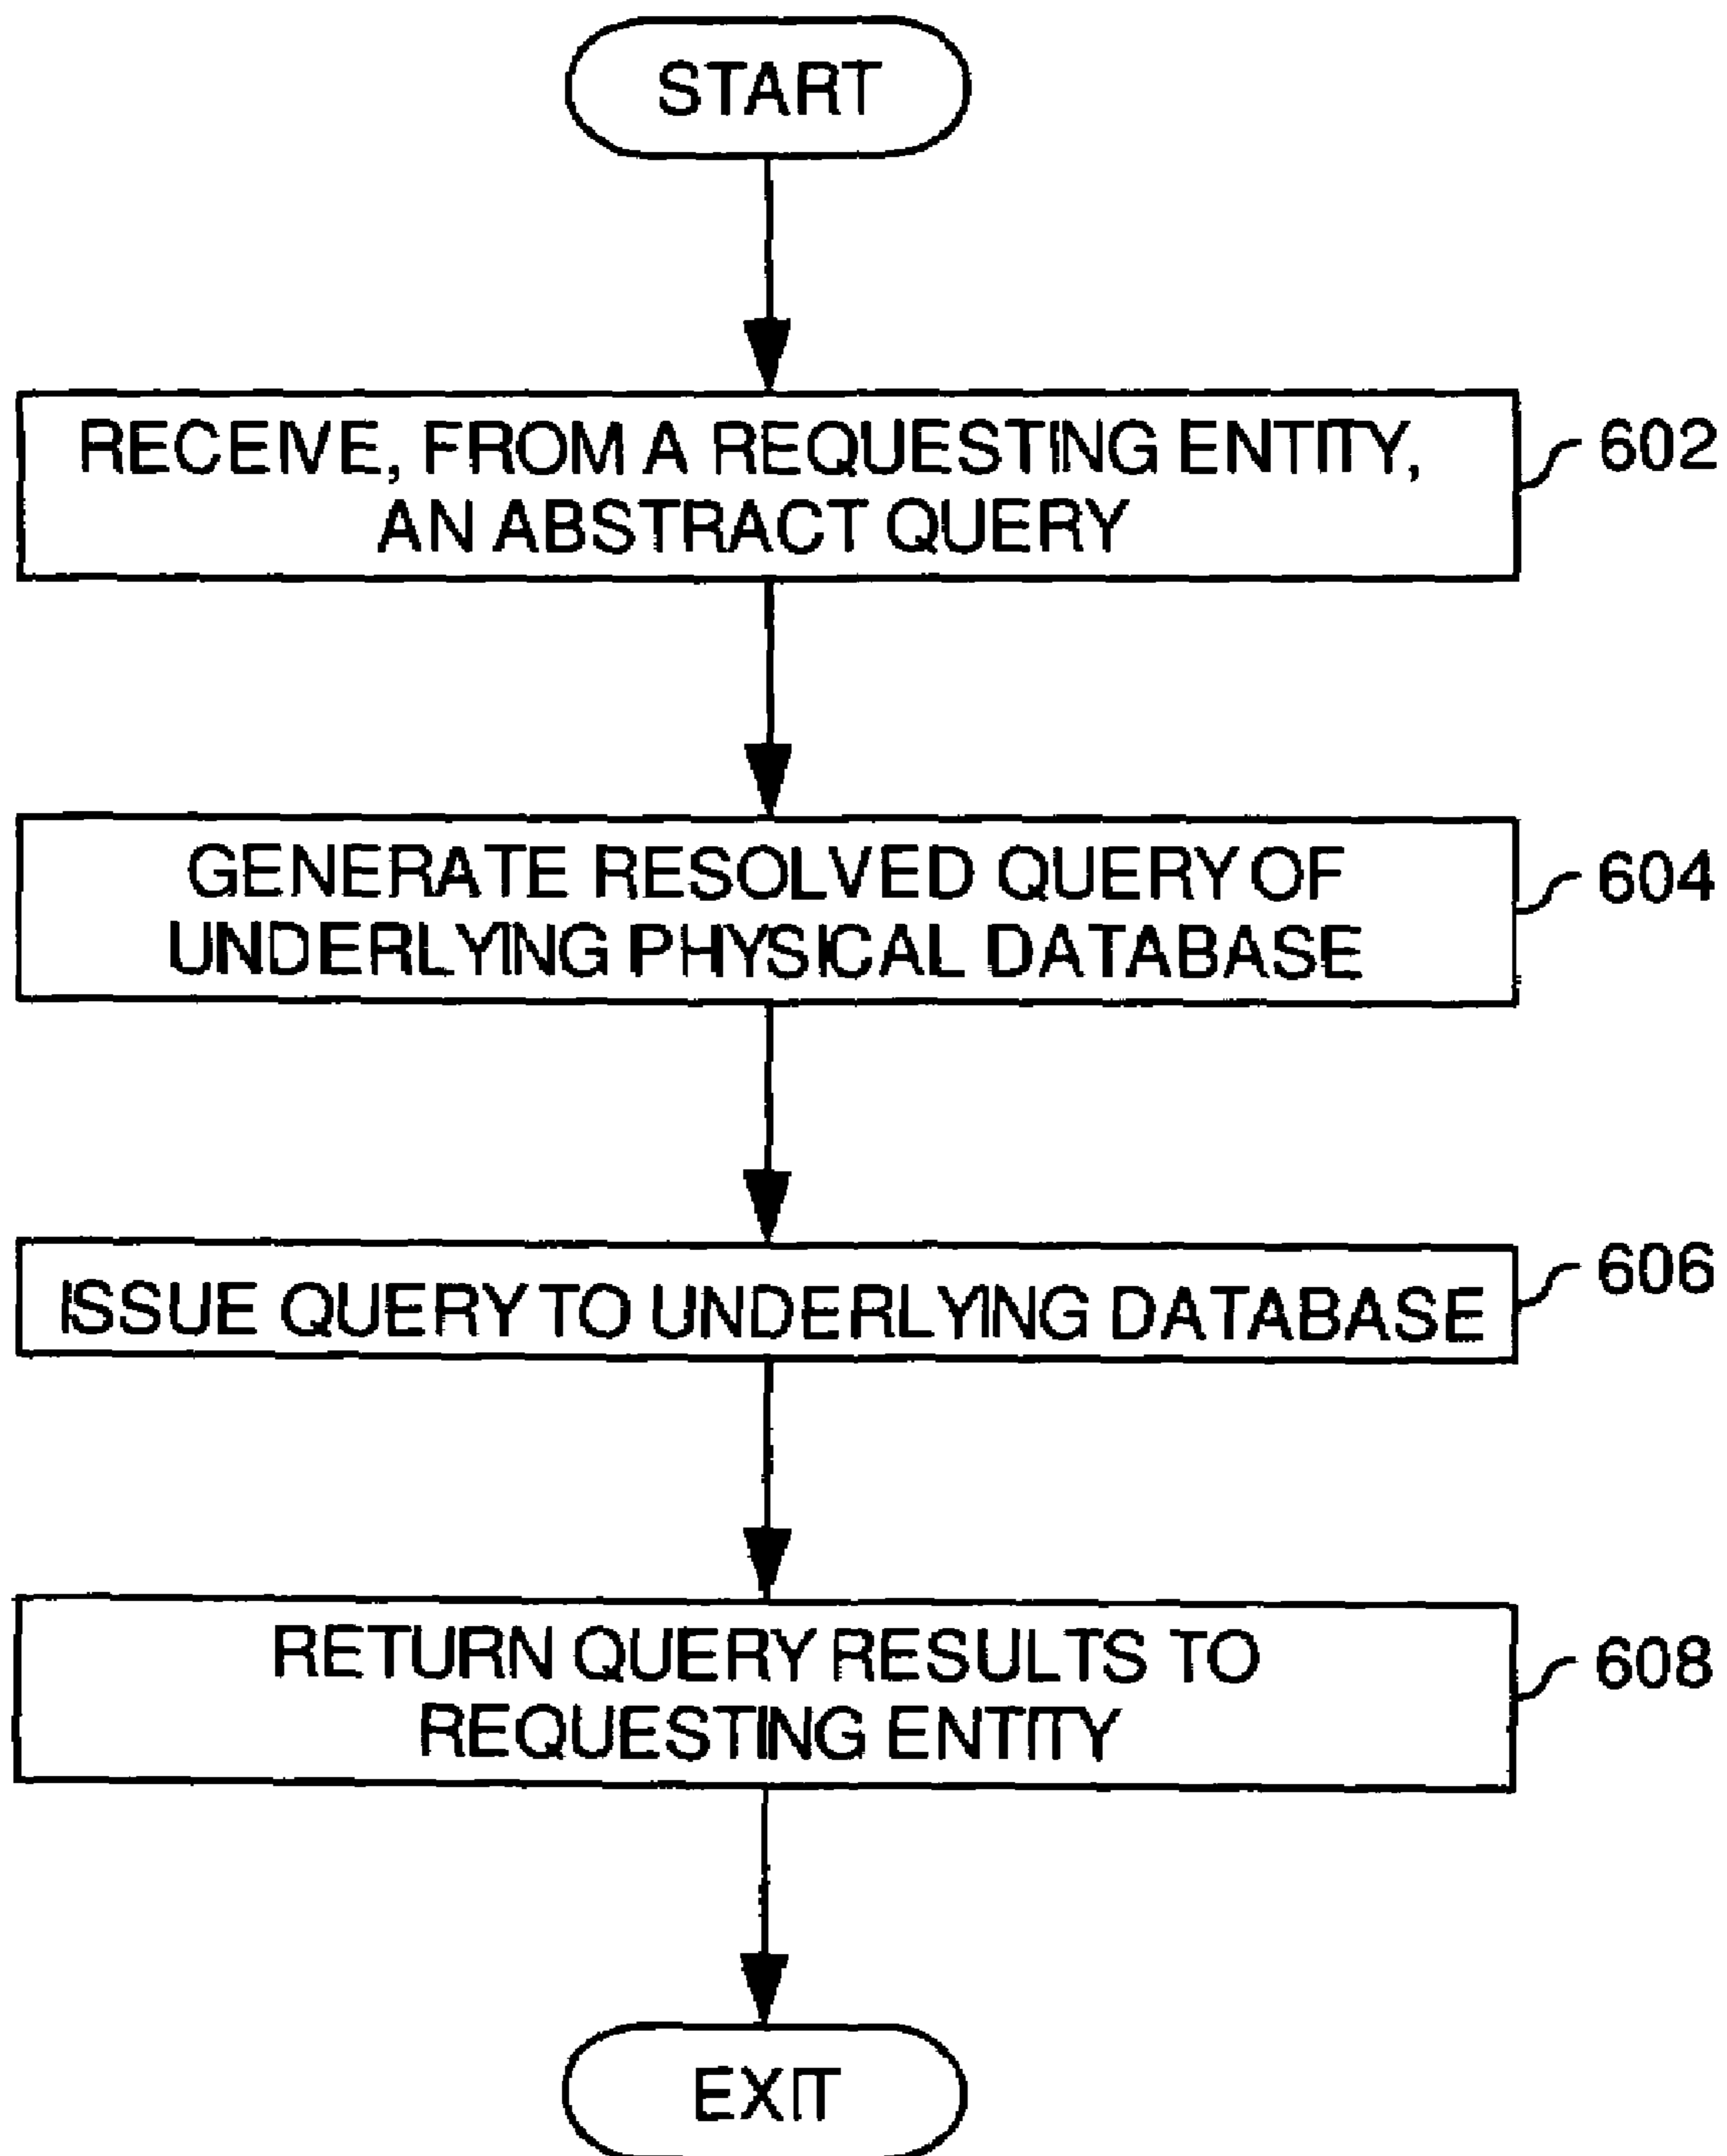 START
RECEIVE, FROM A REQUESTING ENTITY,
AN ABSTRACT QUERY
602
GENERATE RESOLVED QUERY OF
UNDERLYING PHYSICAL DATABASE
604
ISSUE QUERY TO UNDERLYING DATABASE
606
RETURN QUERY RESULTS TO
REQUESTING ENTITY
608
EXIT